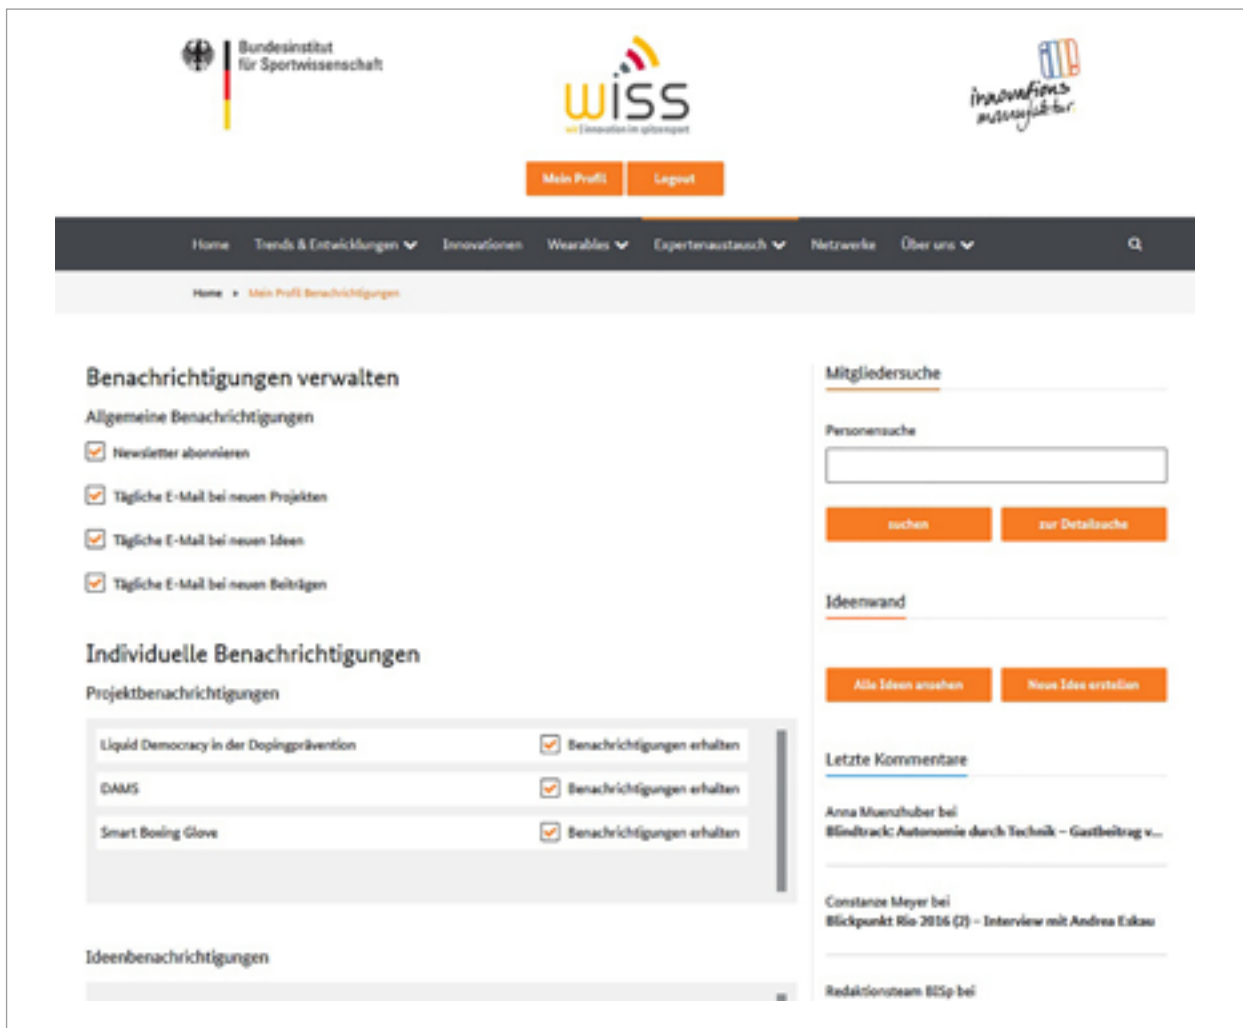 Bundesinstitut
für Sportwissenschaft
wiss
wir | innovation im spitzensport
innovations
manufaktur
Mein Profil Logout
Home Trends & Entwicklungen Innovationen Wearables Expertenaustausch Netzwerke Über uns
Home Mein Profil Benachrichtigungen
Benachrichtigungen verwalten
Allgemeine Benachrichtigungen
Newsletter abonnieren
Tägliche E-Mail bei neuen Projekten
Tägliche E-Mail bei neuen Ideen
Tägliche E-Mail bei neuen Beiträgen
Individuelle Benachrichtigungen
Projektbenachrichtigungen
Liquid Democracy in der Dopingprävention Benachrichtigungen erhalten
DAMS Benachrichtigungen erhalten
Smart Boxing Glove Benachrichtigungen erhalten
Ideenbenachrichtigungen
Mitgliedersuche
Personensuche
suchen zur Detailsuche
Ideenwand
Alle Ideen ansehen Neue Idee erstellen
Letzte Kommentare
Anna Muenzhuber bei
Blindtrack: Autonomie durch Technik – Gastbeitrag v...
Constanze Meyer bei
Blickpunkt Rio 2016 (2) – Interview mit Andrea Eskau
Redaktionsteam BISp bei